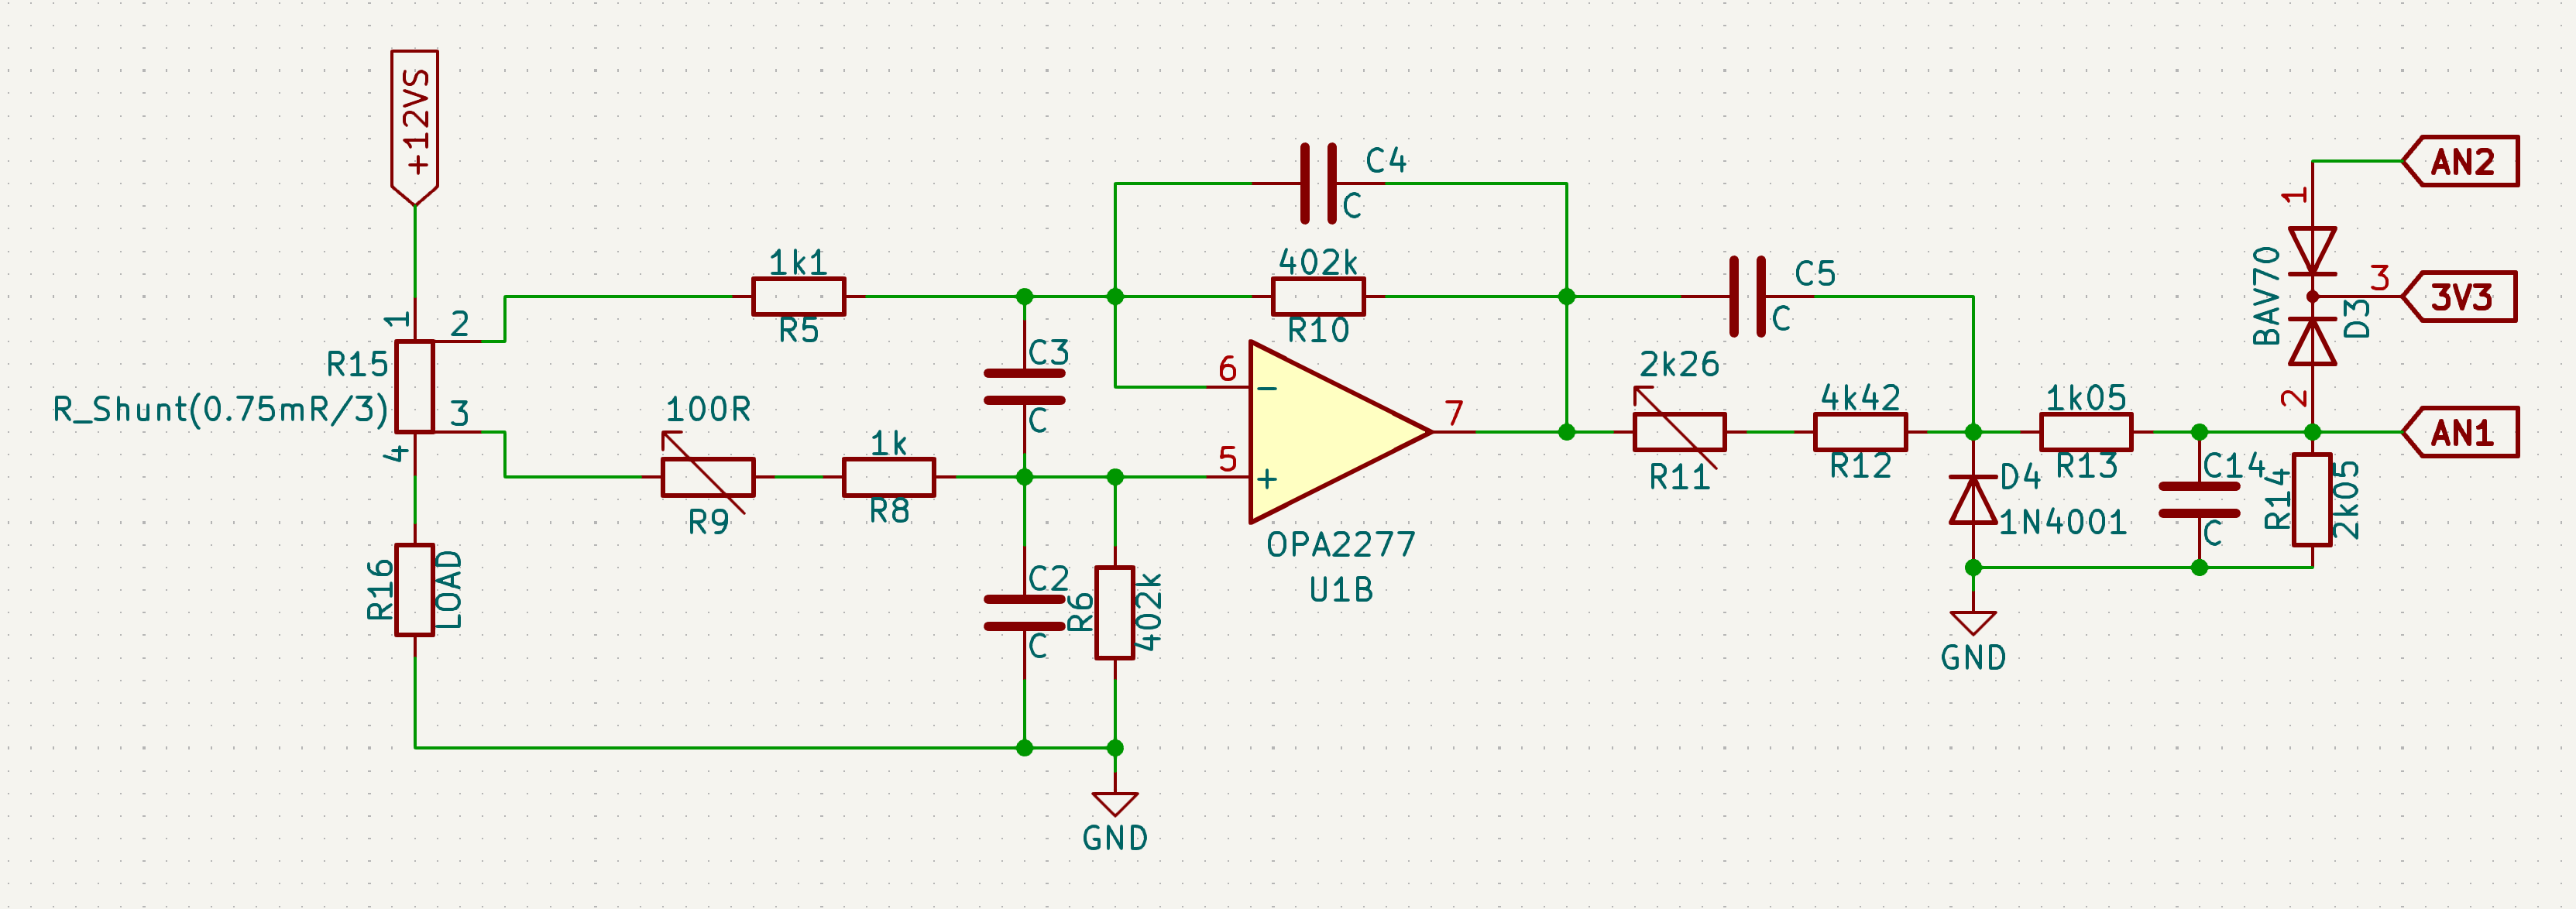 +12VS
1
2
R15
R_Shunt(0.75mR/3)
3
4
R16
LOAD
1k1
R5
100R
R9
1k
R8
C3
C
C2
C
R6
402k
GND
C4
C
402k
R10
6
−
5
+
7
OPA2277
U1B
C5
C
2k26
R11
4k42
R12
D4
1N4001
GND
1k05
R13
C14
C
R14
2k05
BAV70
D3
1
3
2
AN2
3V3
AN1